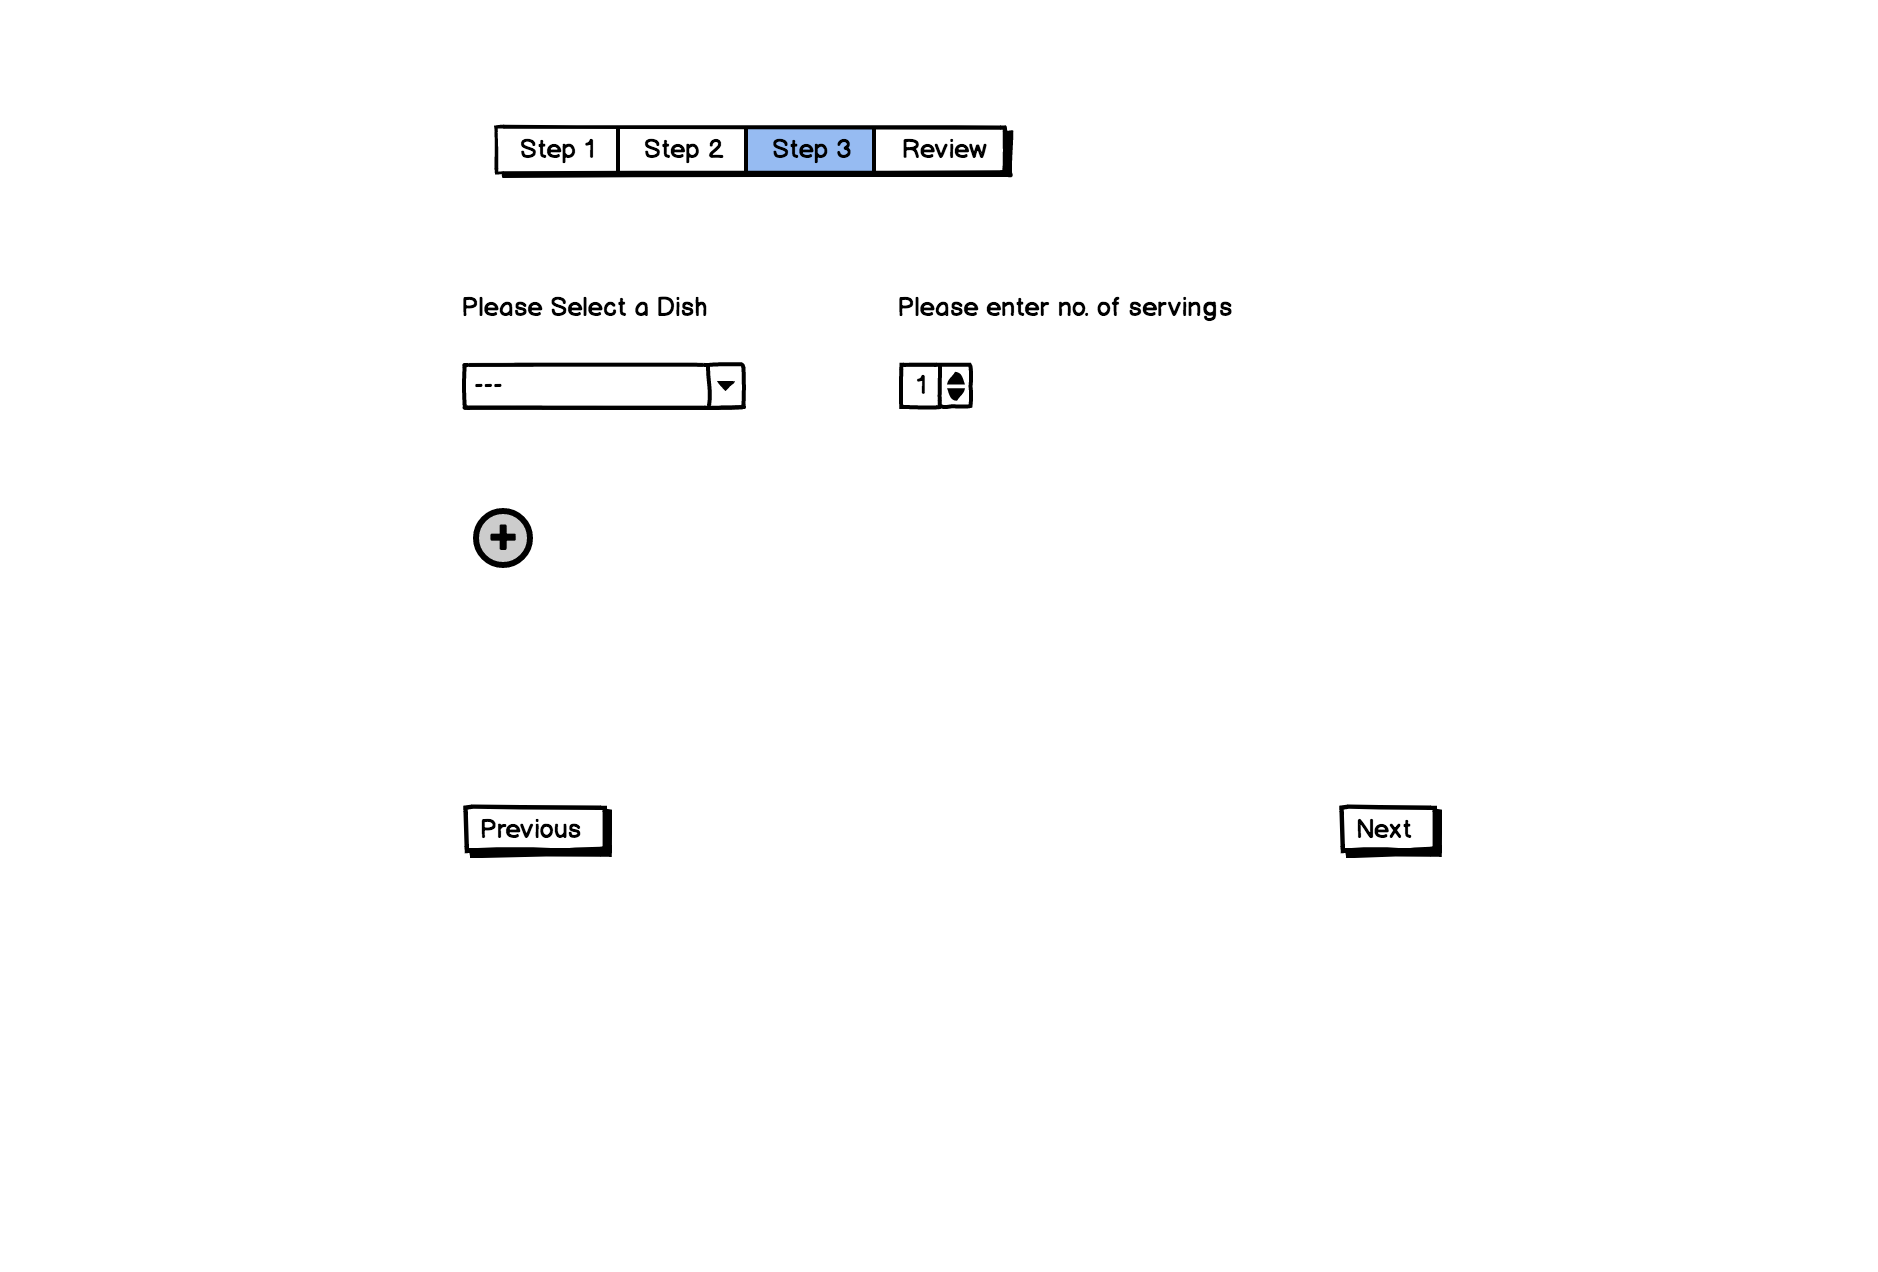 Step 1 Step 2 Step 3 Review
Please Select a Dish Please enter no. of servings
--- 1
Previous Next